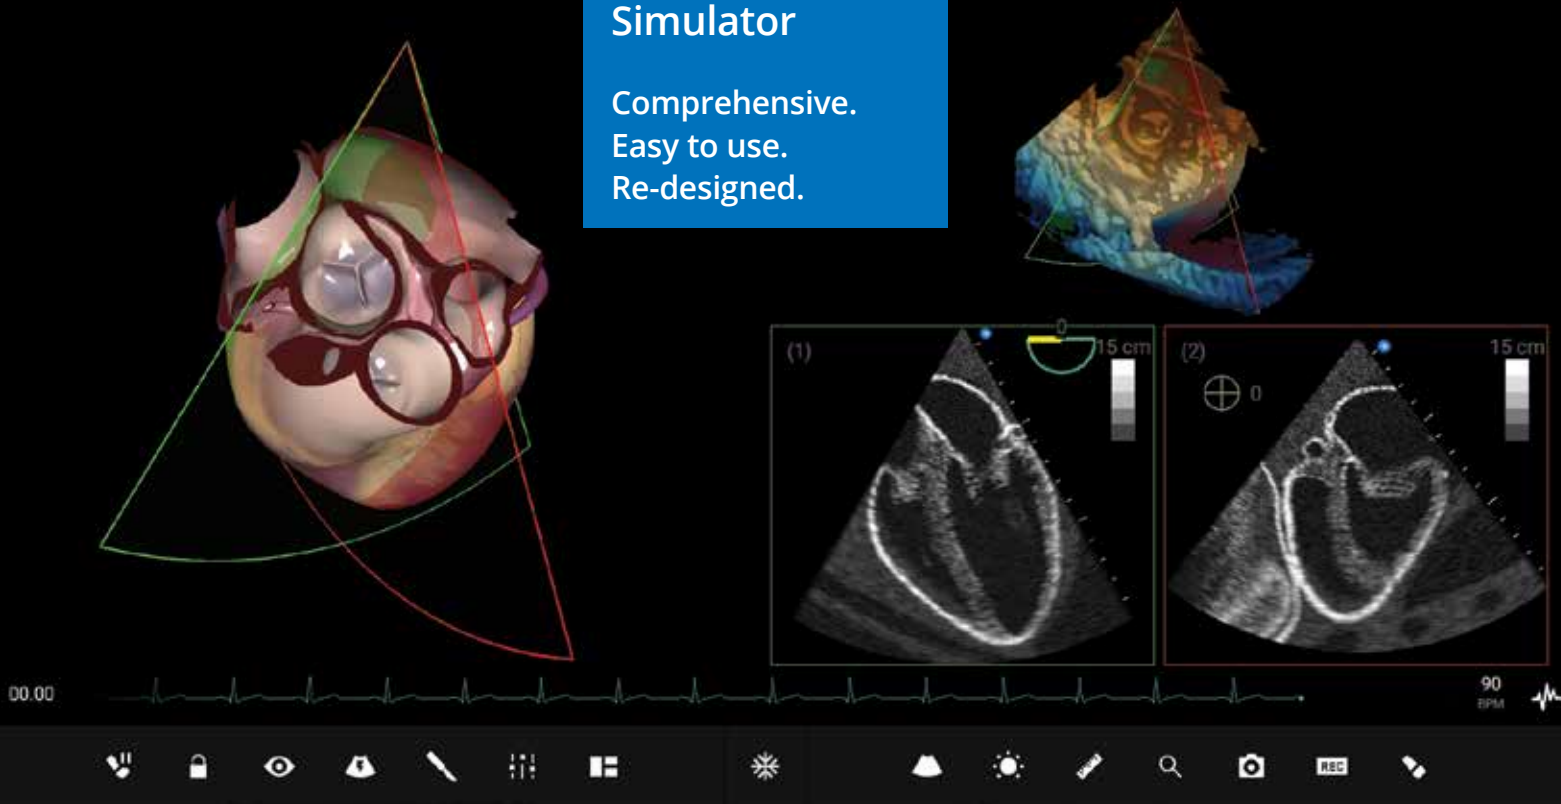 Simulator
Comprehensive.
Easy to use.
Re-designed.
(1)
0
15 cm
(2)
0
15 cm
00.00
90
BPM
REC